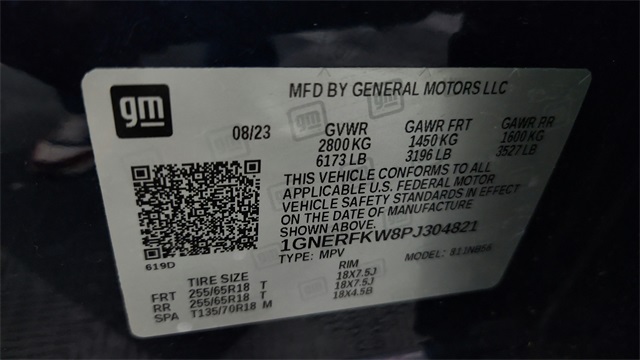 gm
MFD BY GENERAL MOTORS LLC
08/23 GVWR GAWR FRT GAWR RR
2800 KG 1450 KG 1600 KG
6173 LB 3196 LB 3527 LB
THIS VEHICLE CONFORMS TO ALL
APPLICABLE U.S. FEDERAL MOTOR
VEHICLE SAFETY STANDARDS IN EFFECT
ON THE DATE OF MANUFACTURE
SHOWN ABOVE.
1GNERFKW8PJ304821
619D TYPE: MPV MODEL:
TIRE SIZE RIM
FRT 255/65R18 T 18X7.5J
RR 255/65R18 T 18X7.5J
SPA T135/70R18 M 18X4.5B